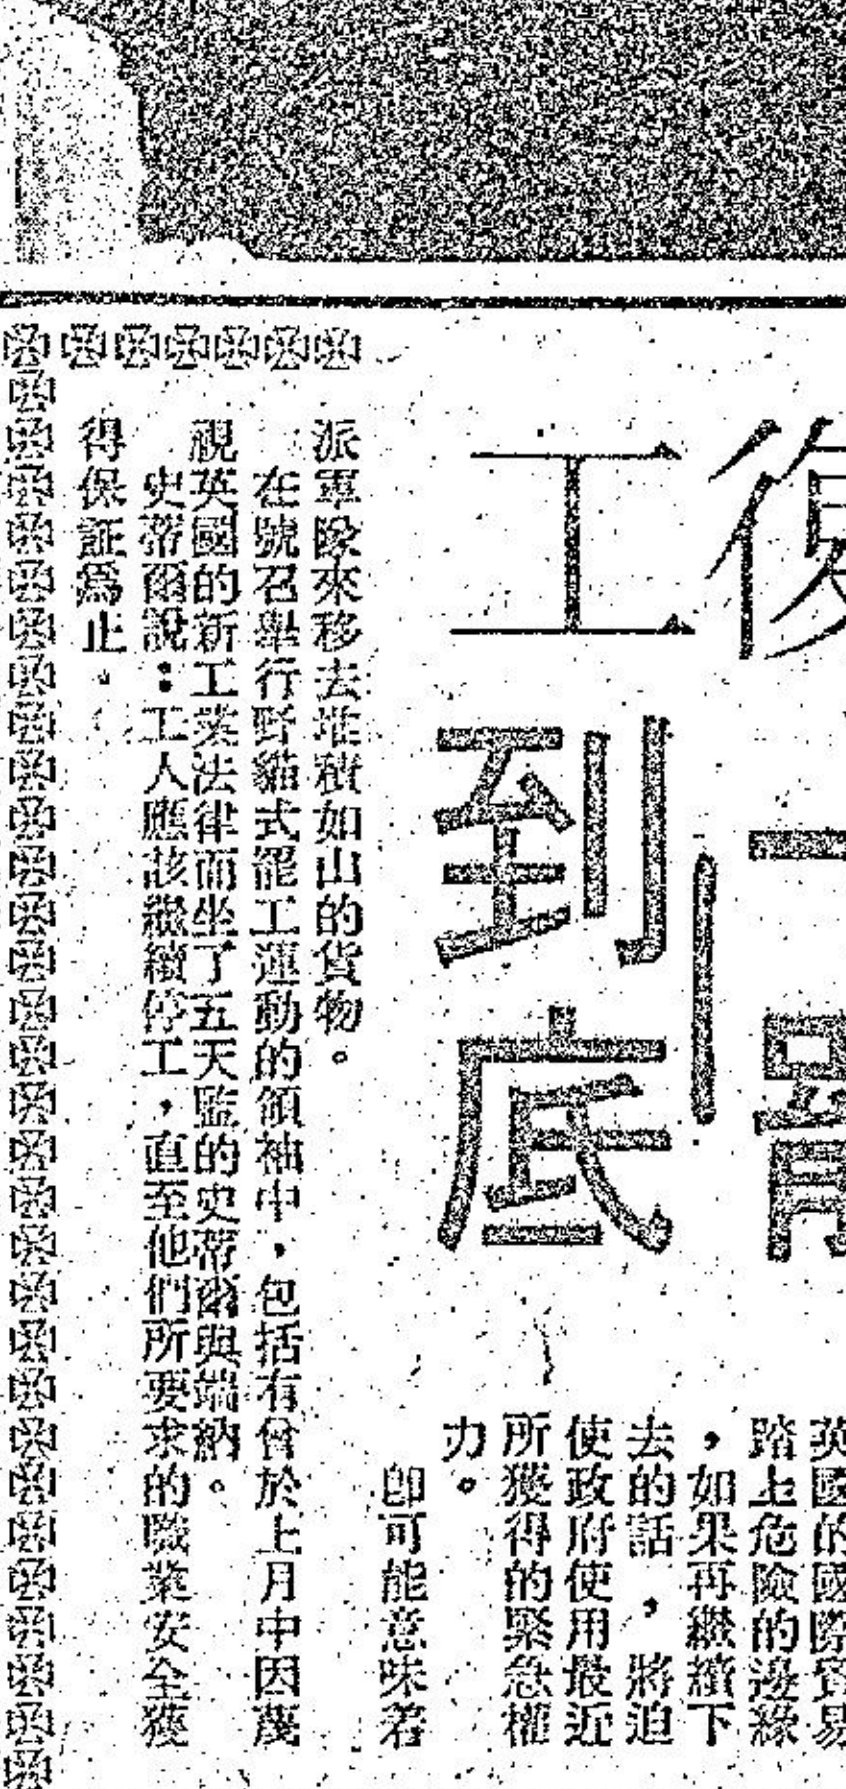 復工
一部
到底
英國的國際貿易
踏上危險的邊緣
，如果再繼續下
去的話，將迫
使政府使用最近
所獲得的緊急權
力。
即可能意味着
派軍隊來移去堆積如山的貨物。
在號召舉行野貓式罷工運動的領袖中，包括有曾於上月中因蔑
視英國的新工業法律而坐了五天監的史蒂爾與端納。
史蒂爾說：工人應該繼續停工，直至他們所要求的職業安全獲
得保証爲止。